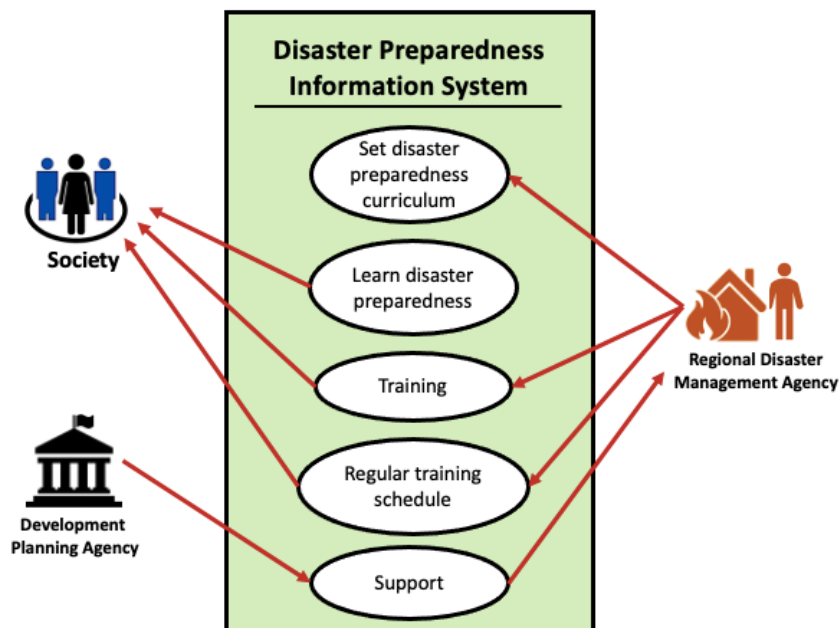 Disaster Preparedness
Information System
Set disaster
preparedness
curriculum
Society
Learn disaster
preparedness
Regional Disaster
Management Agency
Training
Regular training
schedule
Development
Planning Agency
Support